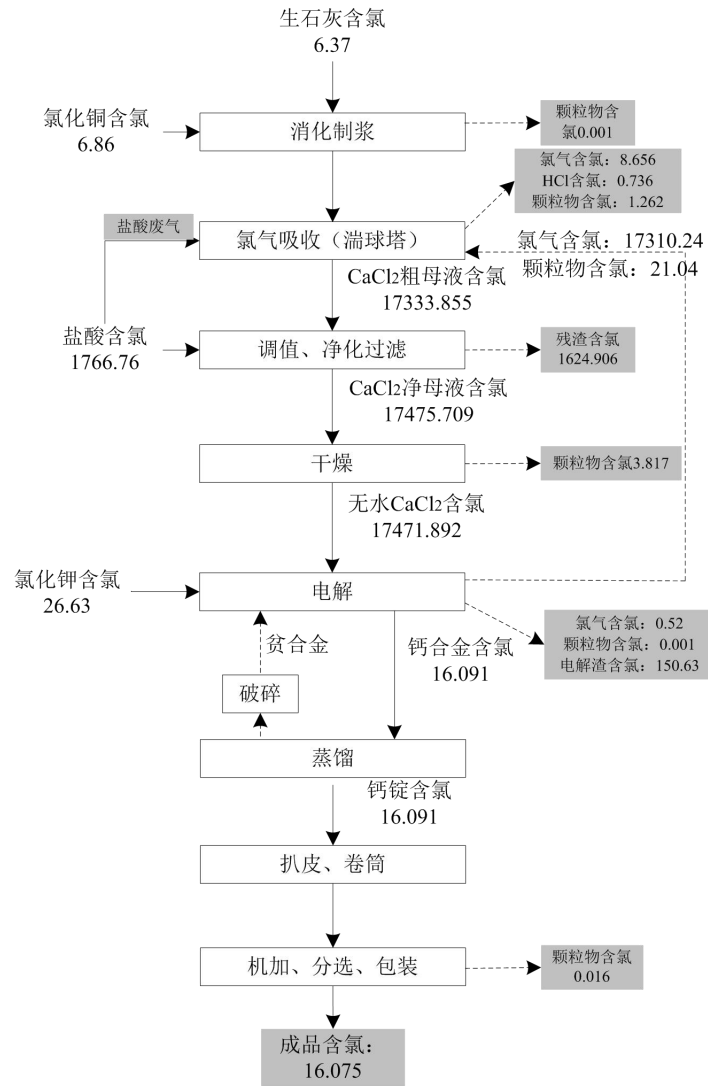 生石灰含氯
6.37
氯化铜含氯
6.86
消化制浆
颗粒物含
氯0.001
氯气含氯：8.656
HCl含氯：0.736
颗粒物含氯：1.262
盐酸废气
氯气吸收（湍球塔）
氯气含氯：17310.24
颗粒物含氯：21.04
CaCl2粗母液含氯
17333.855
盐酸含氯
1766.76
调值、净化过滤
残渣含氯
1624.906
CaCl2净母液含氯
17475.709
干燥
颗粒物含氯3.817
无水CaCl2含氯
17471.892
氯化钾含氯
26.63
电解
氯气含氯：0.52
颗粒物含氯：0.001
电解渣含氯：150.63
贫合金
钙合金含氯
16.091
破碎
蒸馏
钙锭含氯
16.091
扒皮、卷筒
机加、分选、包装
颗粒物含氯
0.016
成品含氯：
16.075